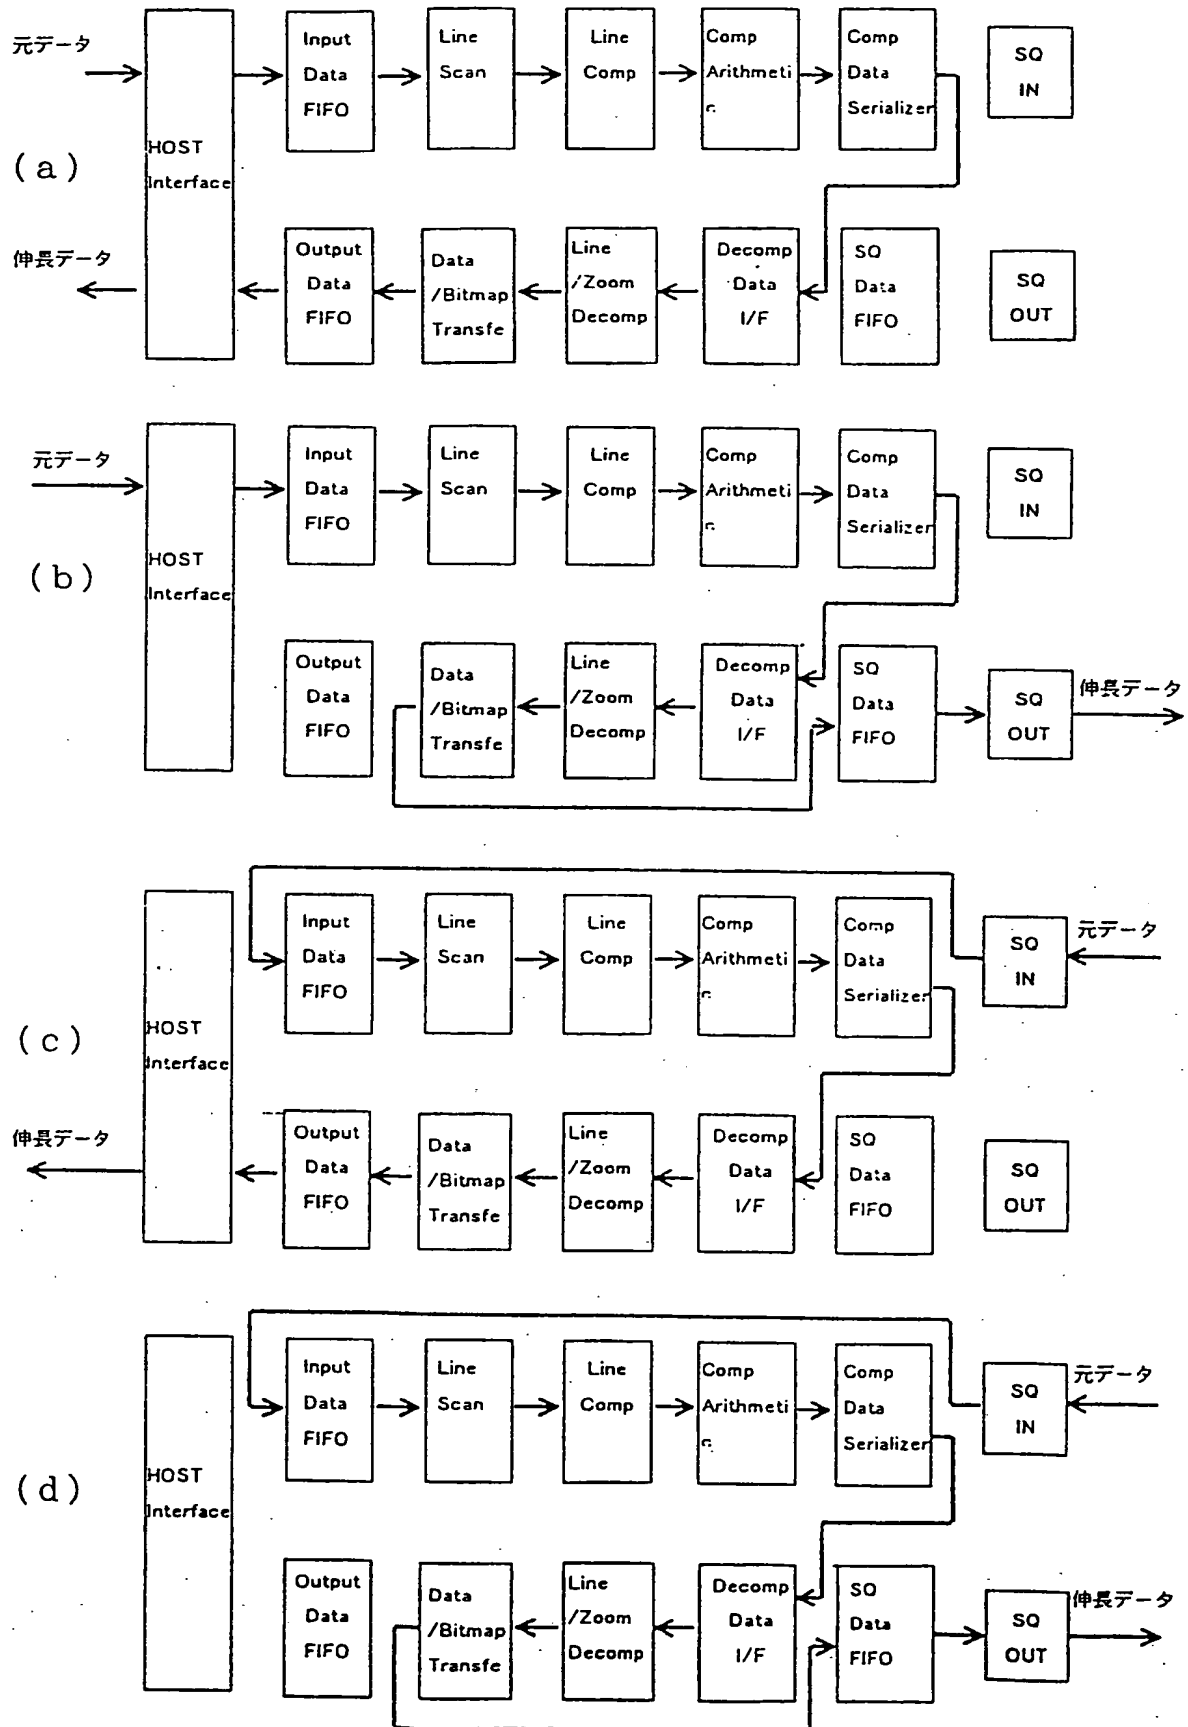 元データ
(a)
伸長データ
HOST
Interface
Input
Data
FIFO
Line
Scan
Line
Comp
Comp
Arithmeti
c
Comp
Data
Serializer
SQ
IN
Output
Data
FIFO
Data
/Bitmap
Transfe
Line
/Zoom
Decomp
Decomp
Data
I/F
SQ
Data
FIFO
SQ
OUT
元データ
(b)
HOST
Interface
Input
Data
FIFO
Line
Scan
Line
Comp
Comp
Arithmeti
c
Comp
Data
Serializer
SQ
IN
Output
Data
FIFO
Data
/Bitmap
Transfe
Line
/Zoom
Decomp
Decomp
Data
I/F
SQ
Data
FIFO
SQ
OUT
伸長データ
(c)
HOST
Interface
Input
Data
FIFO
Line
Scan
Line
Comp
Comp
Arithmeti
c
Comp
Data
Serializer
SQ
IN
元データ
伸長データ
Output
Data
FIFO
Data
/Bitmap
Transfe
Line
/Zoom
Decomp
Decomp
Data
I/F
SQ
Data
FIFO
SQ
OUT
(d)
HOST
Interface
Input
Data
FIFO
Line
Scan
Line
Comp
Comp
Arithmeti
c
Comp
Data
Serializer
SQ
IN
元データ
Output
Data
FIFO
Data
/Bitmap
Transfe
Line
/Zoom
Decomp
Decomp
Data
I/F
SQ
Data
FIFO
SQ
OUT
伸長データ